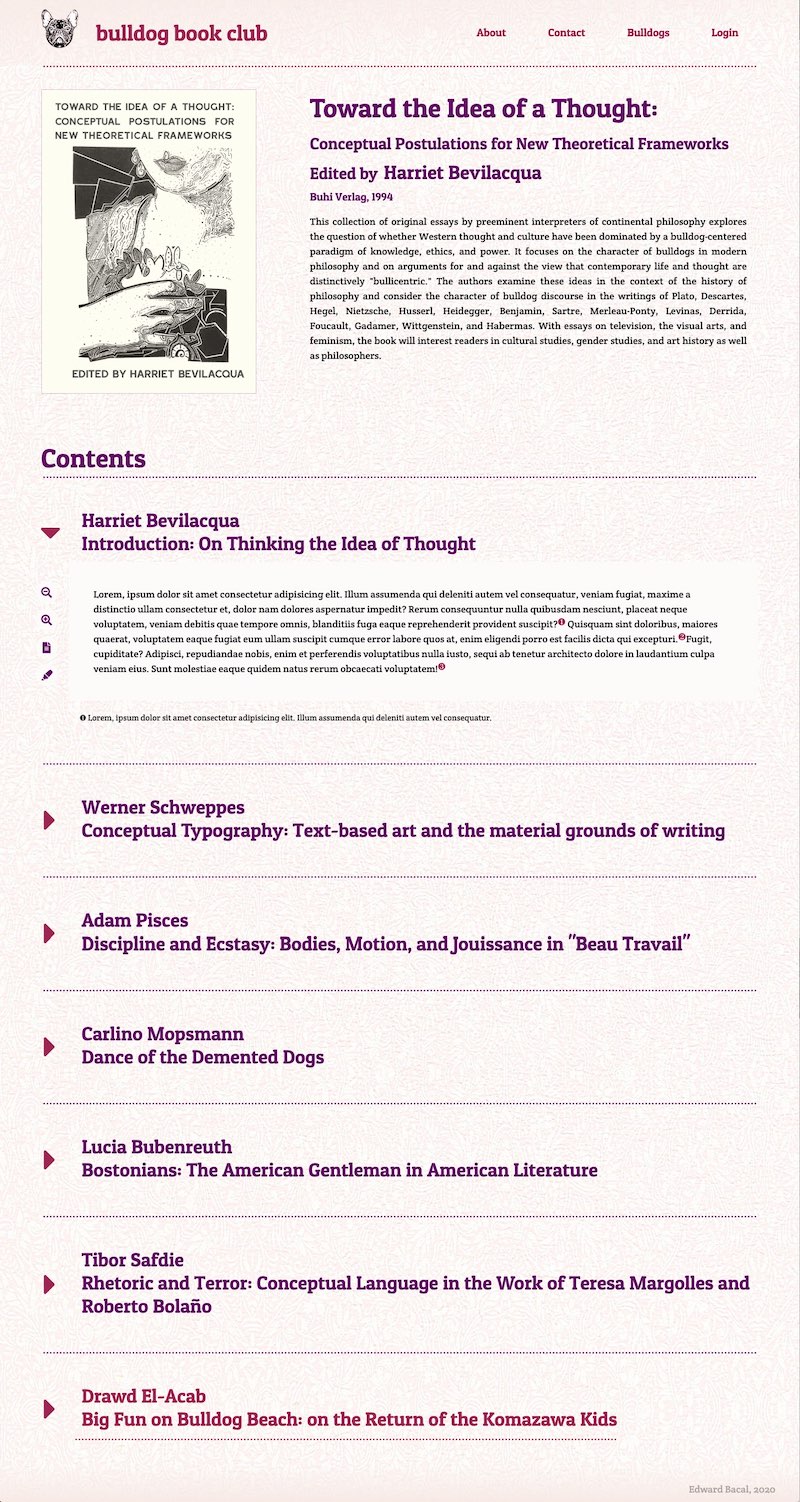 bulldog book club
About Contact Bulldogs Login
TOWARD THE IDEA OF A THOUGHT:
CONCEPTUAL POSTULATIONS FOR
NEW THEORETICAL FRAMEWORKS
EDITED BY HARRIET BEVILACQUA
Toward the Idea of a Thought:
Conceptual Postulations for New Theoretical Frameworks
Edited by Harriet Bevilacqua
Buhi Verlag, 1994
This collection of original essays by preeminent interpreters of continental philosophy explores
the question of whether Western thought and culture have been dominated by a bulldog-centered
paradigm of knowledge, ethics, and power. It focuses on the character of bulldogs in modern
philosophy and on arguments for and against the view that contemporary life and thought are
distinctively "bullicentric." The authors examine these ideas in the context of the history of
philosophy and consider the character of bulldog discourse in the writings of Plato, Descartes,
Hegel, Nietzsche, Husserl, Heidegger, Benjamin, Sartre, Merleau-Ponty, Levinas, Derrida,
Foucault, Gadamer, Wittgenstein, and Habermas. With essays on television, the visual arts, and
feminism, the book will interest readers in cultural studies, gender studies, and art history as well
as philosophers.
Contents
Harriet Bevilacqua
Introduction: On Thinking the Idea of Thought
Lorem, ipsum dolor sit amet consectetur adipisicing elit. Illum assumenda qui deleniti autem vel consequatur, veniam fugiat, maxime a
distinctio ullam consectetur et, dolor nam dolores aspernatur impedit? Rerum consequuntur nulla quibusdam nesciunt, placeat neque
voluptatem, veniam debitis quae tempore omnis, blanditiis fuga eaque reprehenderit provident suscipit?❶ Quisquam sint doloribus, maiores
quaerat, voluptatem eaque fugiat eum ullam suscipit cumque error labore quos at, enim eligendi porro est facilis dicta qui excepturi.❷Fugit,
cupiditate? Adipisci, repudiandae nobis, enim et perferendis voluptatibus nulla iusto, sequi ab tenetur architecto dolore in laudantium culpa
veniam eius. Sunt molestiae eaque quidem natus rerum obcaecati voluptatem!❸
❶ Lorem, ipsum dolor sit amet consectetur adipisicing elit. Illum assumenda qui deleniti autem vel consequatur.
Werner Schweppes
Conceptual Typography: Text-based art and the material grounds of writing
Adam Pisces
Discipline and Ecstasy: Bodies, Motion, and Jouissance in "Beau Travail"
Carlino Mopsmann
Dance of the Demented Dogs
Lucia Bubenreuth
Bostonians: The American Gentleman in American Literature
Tibor Safdie
Rhetoric and Terror: Conceptual Language in the Work of Teresa Margolles and
Roberto Bolaño
Drawd El-Acab
Big Fun on Bulldog Beach: on the Return of the Komazawa Kids
Edward Bacal, 2020